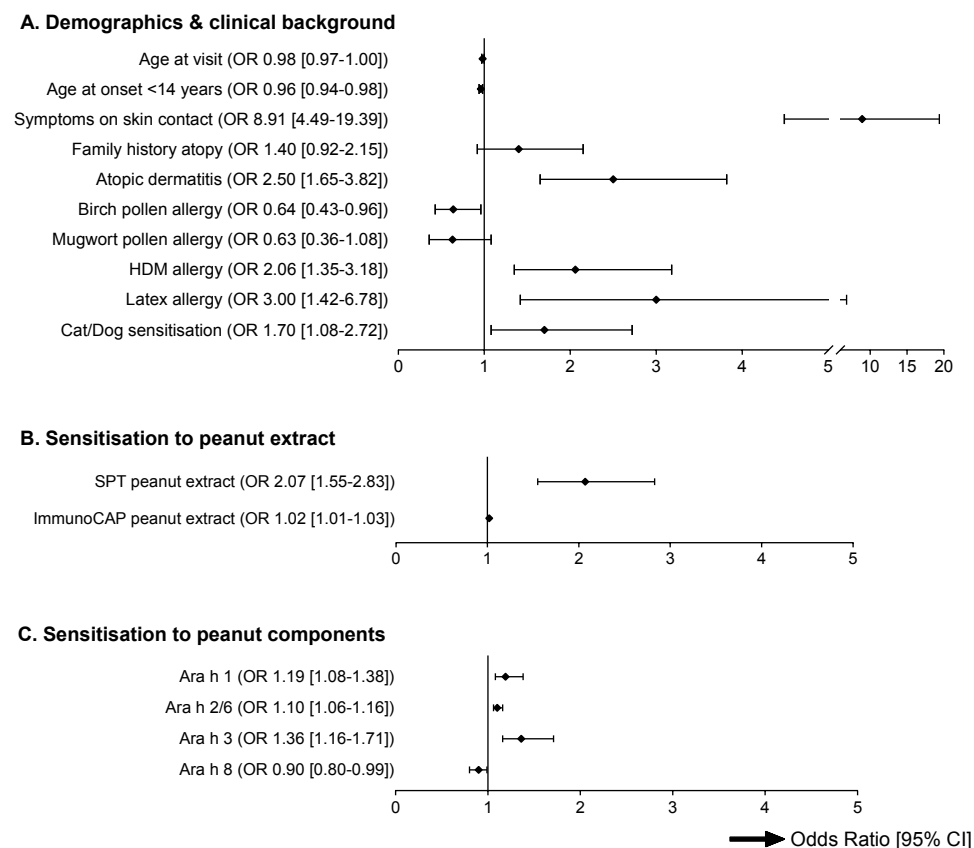 A. Demographics & clinical background
Age at visit (OR 0.98 [0.97-1.00])
Age at onset <14 years (OR 0.96 [0.94-0.98])
Symptoms on skin contact (OR 8.91 [4.49-19.39])
Family history atopy (OR 1.40 [0.92-2.15])
Atopic dermatitis (OR 2.50 [1.65-3.82])
Birch pollen allergy (OR 0.64 [0.43-0.96])
Mugwort pollen allergy (OR 0.63 [0.36-1.08])
HDM allergy (OR 2.06 [1.35-3.18])
Latex allergy (OR 3.00 [1.42-6.78])
Cat/Dog sensitisation (OR 1.70 [1.08-2.72])
0 1 2 3 4 5 10 15 20
B. Sensitisation to peanut extract
SPT peanut extract (OR 2.07 [1.55-2.83])
ImmunoCAP peanut extract (OR 1.02 [1.01-1.03])
0 1 2 3 4 5
C. Sensitisation to peanut components
Ara h 1 (OR 1.19 [1.08-1.38])
Ara h 2/6 (OR 1.10 [1.06-1.16])
Ara h 3 (OR 1.36 [1.16-1.71])
Ara h 8 (OR 0.90 [0.80-0.99])
0 1 2 3 4 5
Odds Ratio [95% CI]